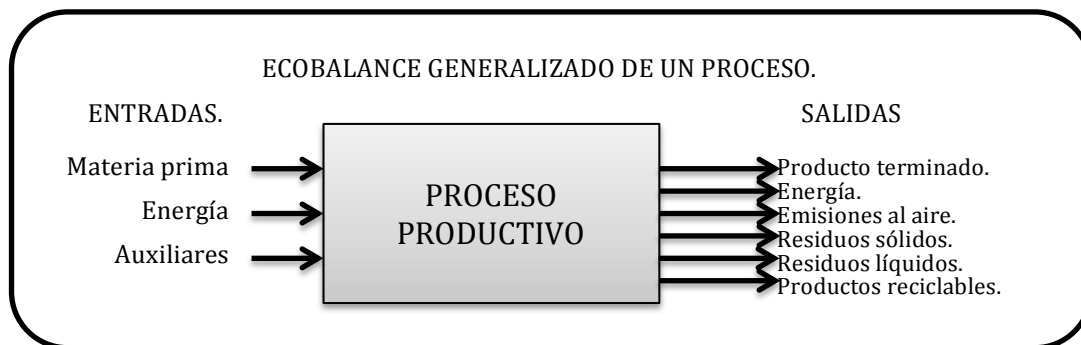 ECOBALANCE GENERALIZADO DE UN PROCESO.
ENTRADAS.
Materia prima
Energía
Auxiliares
PROCESO
PRODUCTIVO
SALIDAS
Producto terminado.
Energía.
Emisiones al aire.
Residuos sólidos.
Residuos líquidos.
Productos reciclables.